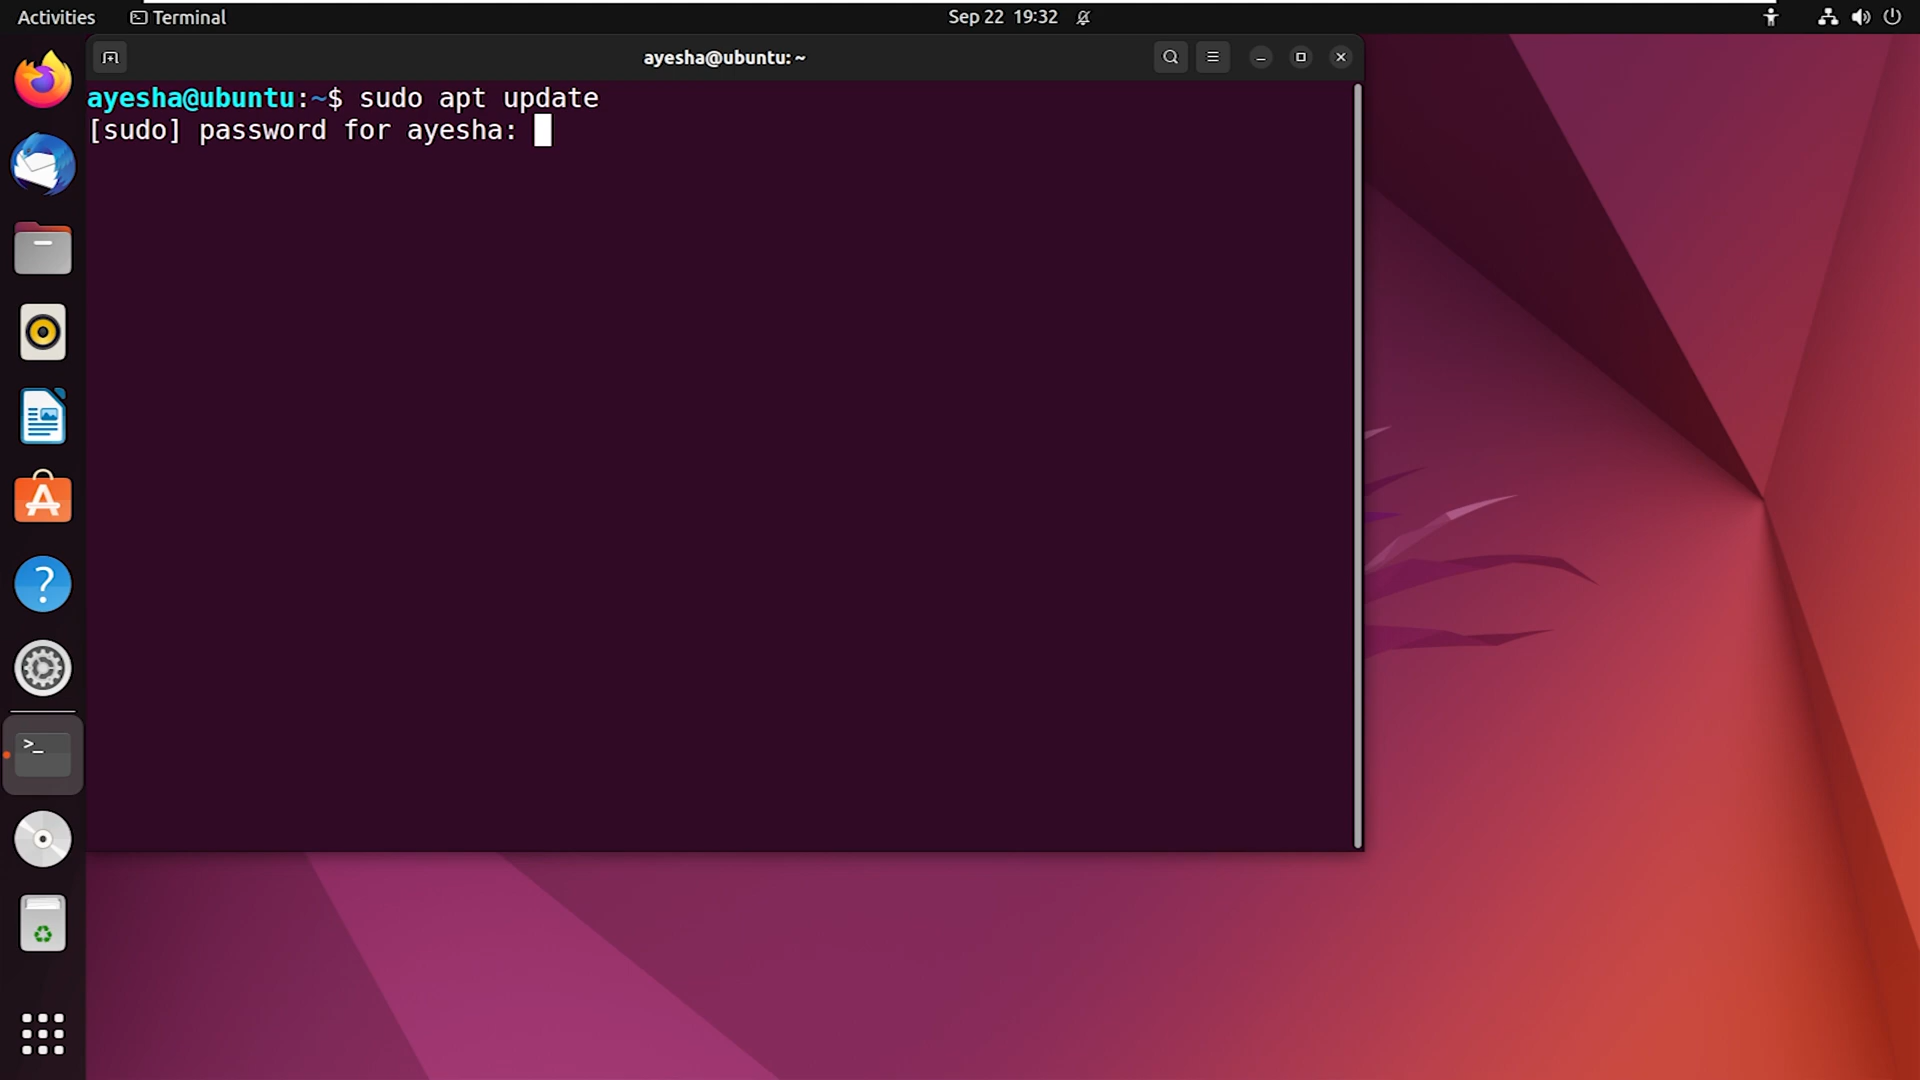 Activities Terminal Sep 22 19:32
ayesha@ubuntu: ~
ayesha@ubuntu:~$ sudo apt update
[sudo] password for ayesha: